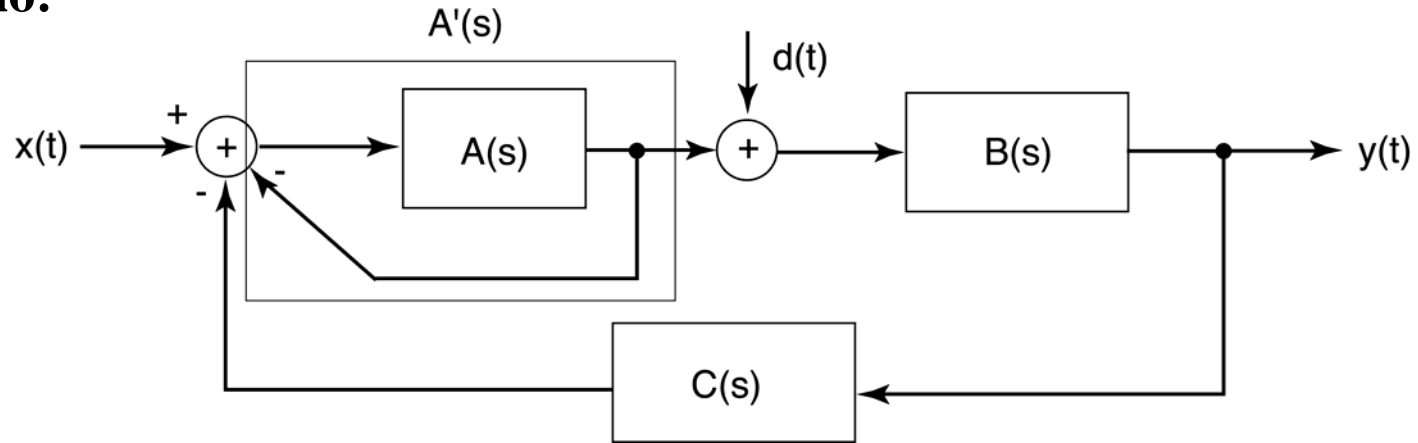 A'(s)
d(t)
+
x(t)
+
A(s)
+
B(s)
y(t)
-
-
C(s)